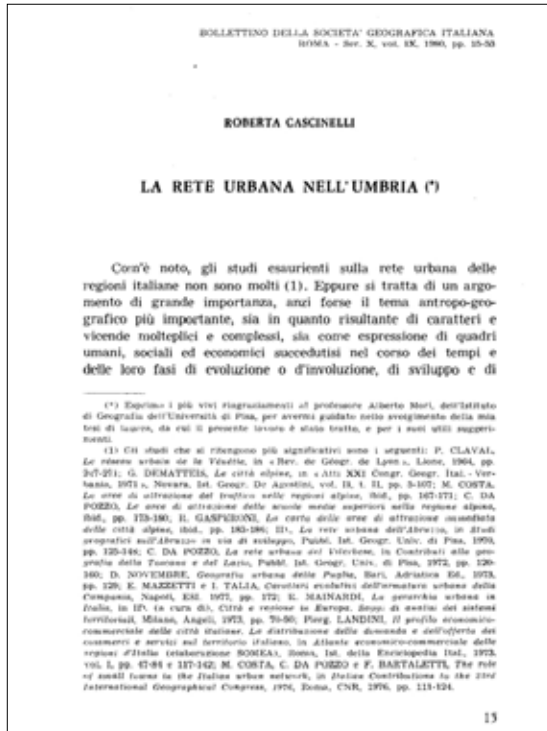 BOLLETTINO DELLA SOCIETA' GEOGRAFICA ITALIANA
ROMA - Ser. X, vol. IX, 1980, pp. 15-53
ROBERTA CASCINELLI
LA RETE URBANA NELL'UMBRIA (*)
Com'è noto, gli studi esaurienti sulla rete urbana delle
regioni italiane non sono molti (1). Eppure si tratta di un argo-
mento di grande importanza, anzi forse il tema antropo-geo-
grafico più importante, sia in quanto risultante di caratteri e
vicende molteplici e complessi, sia come espressione di quadri
umani, sociali ed economici succedutisi nel corso dei tempi e
delle loro fasi di evoluzione o d'involuzione, di sviluppo e di
(*) Esprimo i più vivi ringraziamenti al professore Alberto Mori, dell'Istituto
di Geografia dell'Università di Pisa, per avermi guidato nello svolgimento della mia
tesi di laurea, da cui il presente lavoro è stato tratto, e per i suoi utili suggeri-
menti.
(1) Gli studi che si ritengono più significativi sono i seguenti: P. CLAVAL,
Le réseau urbain de la Vénétie, in « Rev. de Géogr. de Lyon », Lione, 1964, pp.
247-271; G. DEMATTEIS, Le città alpine, in « Atti XXI Congr. Geogr. Ital. - Ver-
bania, 1971 », Novara, Ist. Geogr. De Agostini, vol. II, t. II, pp. 5-107; M. COSTA,
Le aree di attrazione del traffico nelle regioni alpine, ibid., pp. 167-171; C. DA
POZZO, Le aree di attrazione delle scuole medie superiori nella regione alpina,
ibid., pp. 173-180, R. GASPERONI, La carta delle aree di attrazione immediata
delle città alpine, ibid., pp. 185-186; ID., La rete urbana dell'Abruzzo, in Studi
geografici sull'Abruzzo in via di sviluppo, Pubbl. Ist. Geogr. Univ. di Pisa, 1970,
pp. 125-148; C. DA POZZO, La rete urbana del Viterbese, in Contributi alla geo-
grafia della Toscana e del Lazio, Pubbl. Ist. Geogr. Univ. di Pisa, 1972, pp. 120-
160; D. NOVEMBRE, Geografia urbana della Puglia, Bari, Adriatica Ed., 1973,
pp. 129; E. MAZZETTI e I. TALIA, Caratteri evolutivi dell'armatura urbana della
Campania, Napoli, ESI, 1977, pp. 172; E. MAINARDI, La gerarchia urbana in
Italia, in ID. (a cura di), Città e regione in Europa. Saggi di analisi dei sistemi
territoriali, Milano, Angeli, 1973, pp. 70-90; Pierg. LANDINI, Il profilo economico-
commerciale delle città italiane. La distribuzione della domanda e dell'offerta dei
commerci e servizi sul territorio italiano, in Atlante economico-commerciale delle
regioni d'Italia (elaborazione SOMEA), Roma, Ist. della Enciclopedia Ital., 1973,
vol. I, pp. 47-84 e 137-142; M. COSTA, C. DA POZZO e F. BARTALETTI, The role
of small towns in the Italian urban network, in Italian Contributions to the 23rd
International Geographical Congress, 1976, Roma, CNR, 1976, pp. 111-124.
15